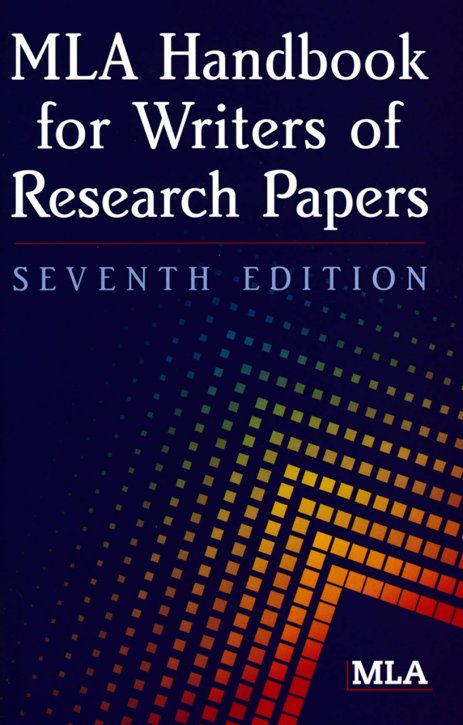 MLA Handbook
for Writers of
Research Papers
SEVENTH EDITION
MLA